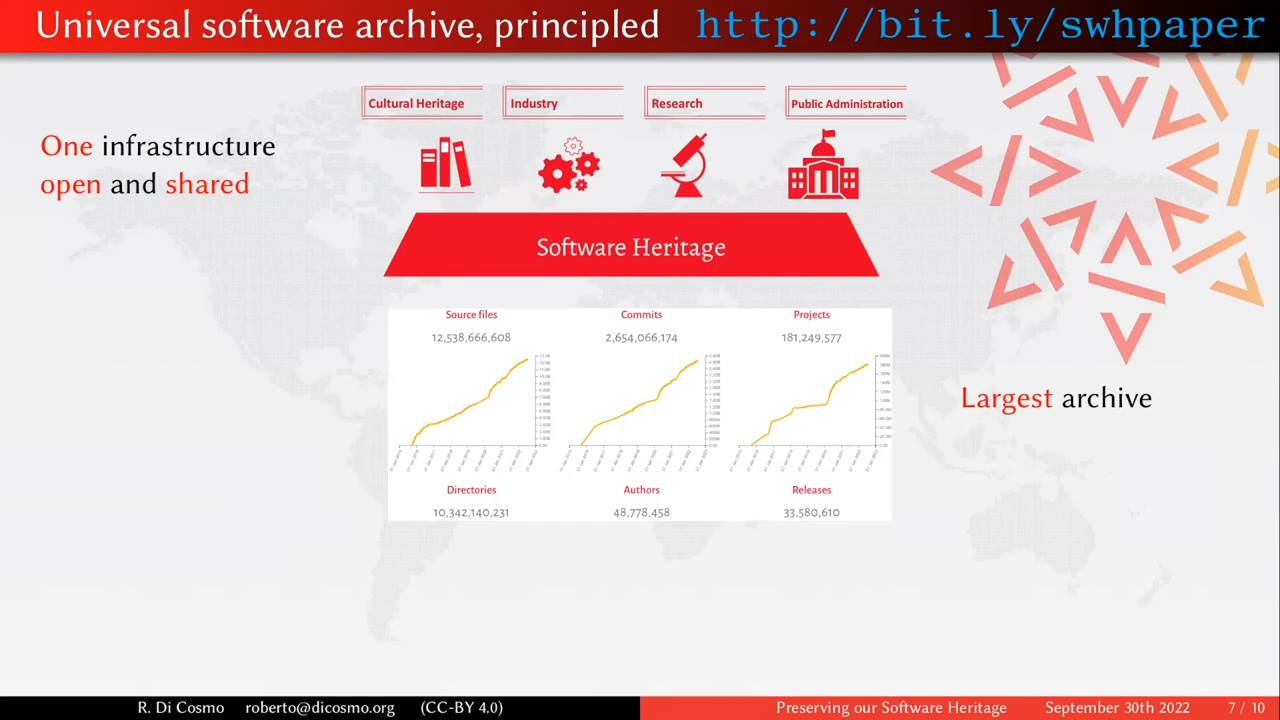 Universal software archive, principled http://bit.ly/swhpaper
Cultural Heritage
Industry
Research
Public Administration
One infrastructure
open and shared
Software Heritage
Source files
12,538,666,608
Commits
2,654,066,174
Projects
181,249,577
Largest archive
Directories
10,342,140,231
Authors
48,778,458
Releases
33,580,610
R. Di Cosmo roberto@dicosmo.org (CC-BY 4.0)
Preserving our Software Heritage September 30th 2022 7 / 10